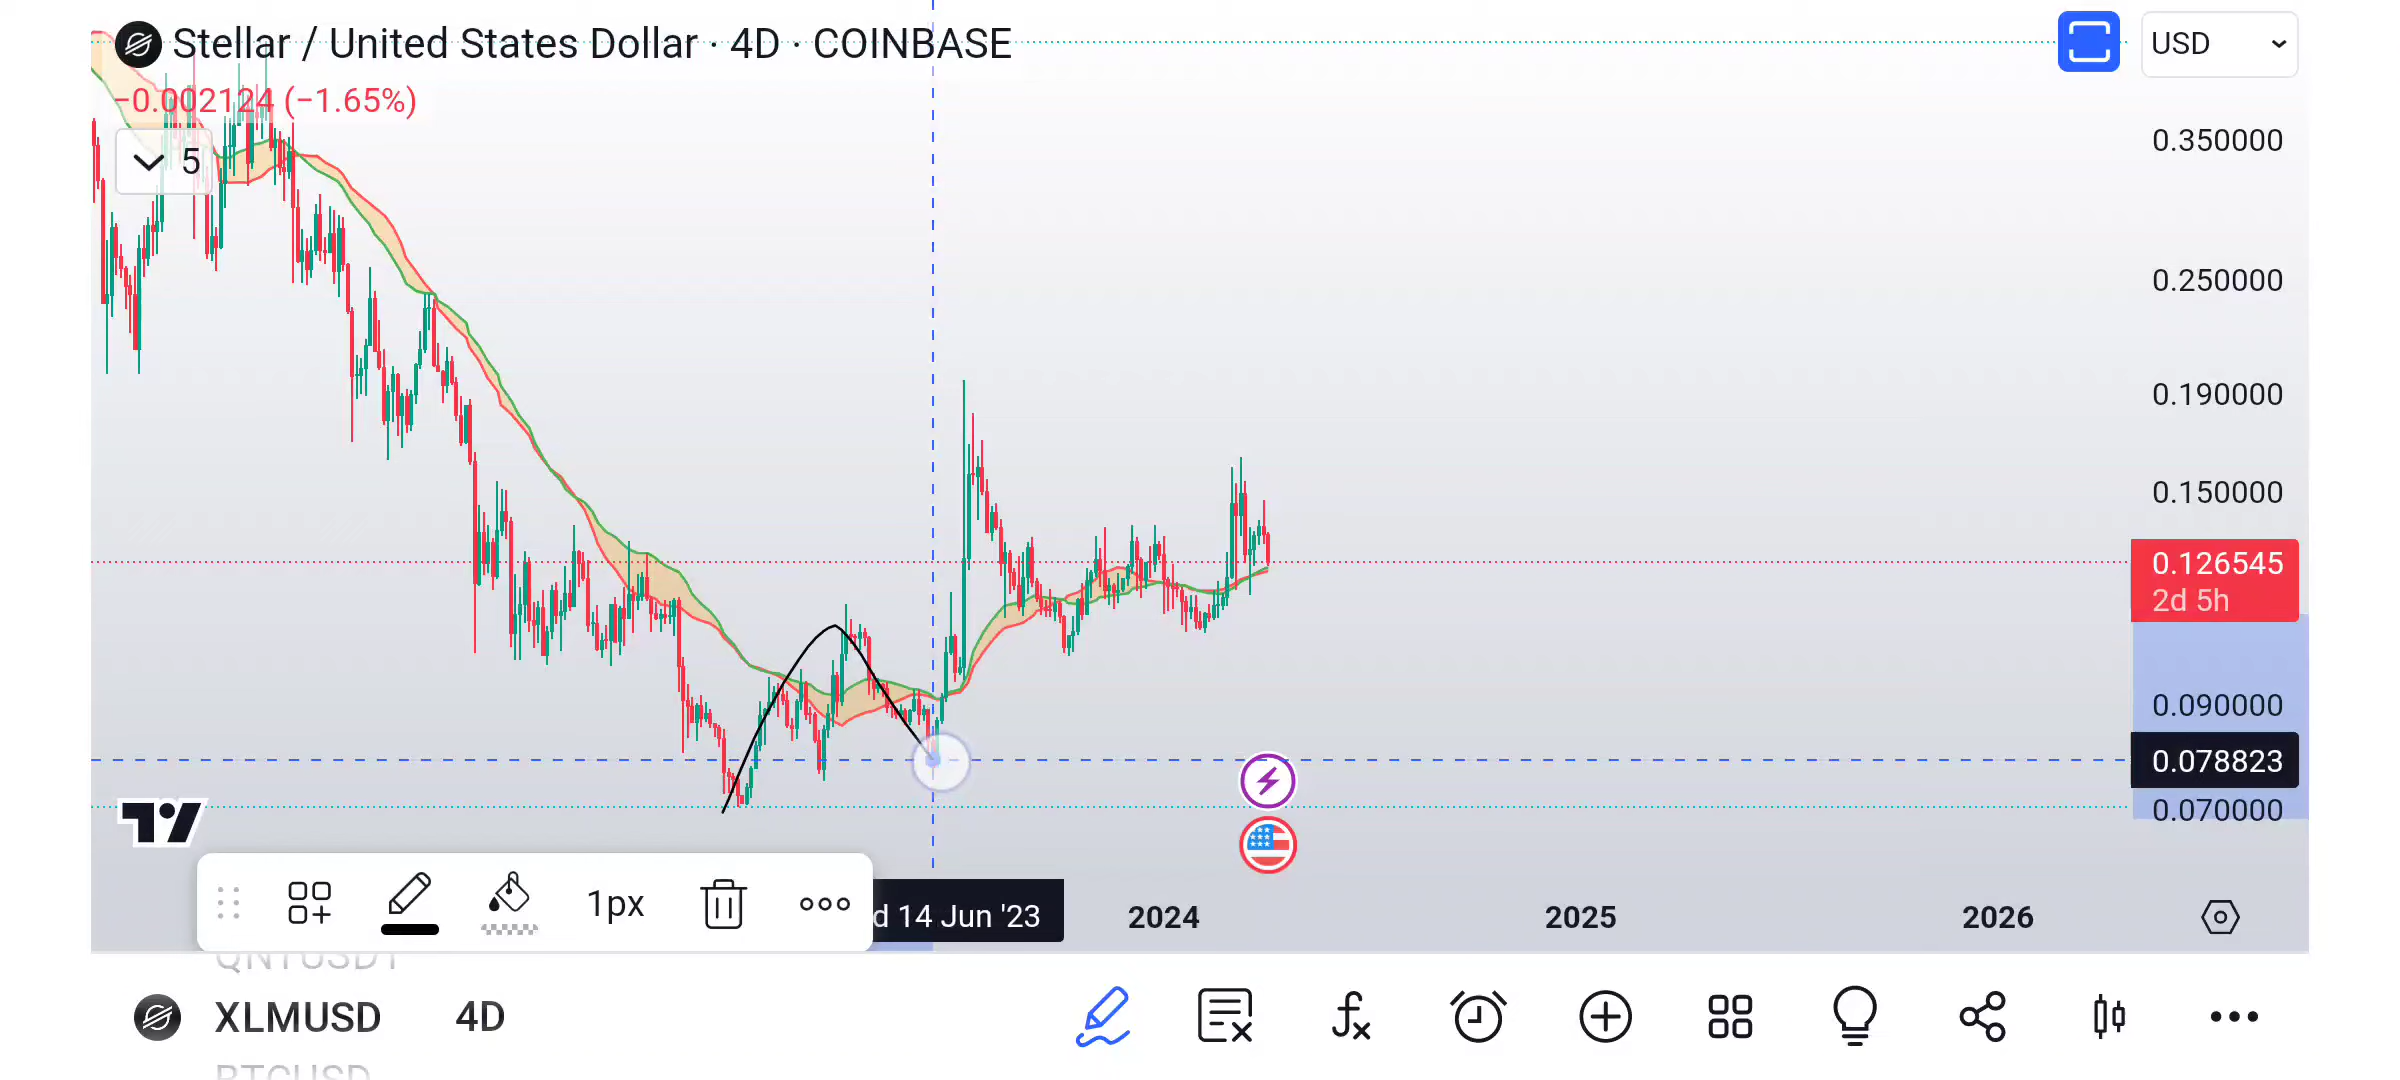 Stellar / United States Dollar · 4D · COINBASE
USD
−0.002124 (−1.65%)
5
0.350000
0.250000
0.190000
0.150000
0.126545
2d 5h
0.090000
0.078823
0.070000
1px
d 14 Jun '23
2024
2025
2026
QNTUSDT
XLMUSD 4D
BTCUSD